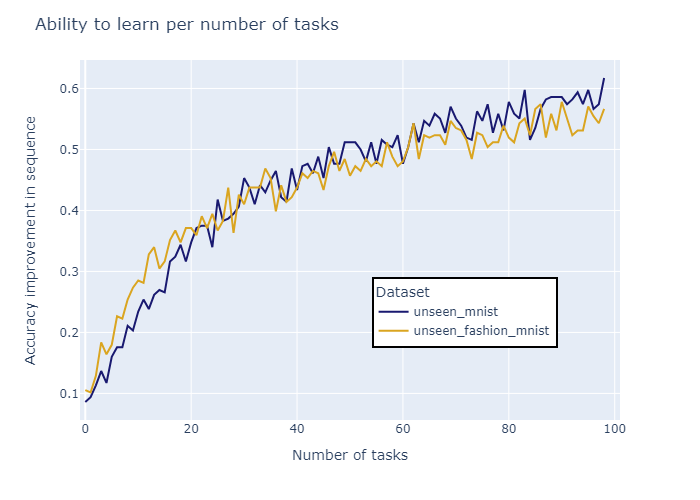 Ability to learn per number of tasks
Accuracy improvement in sequence
0.6
0.5
0.4
0.3
0.2
0.1
Dataset
unseen_mnist
unseen_fashion_mnist
0 20 40 60 80 100
Number of tasks